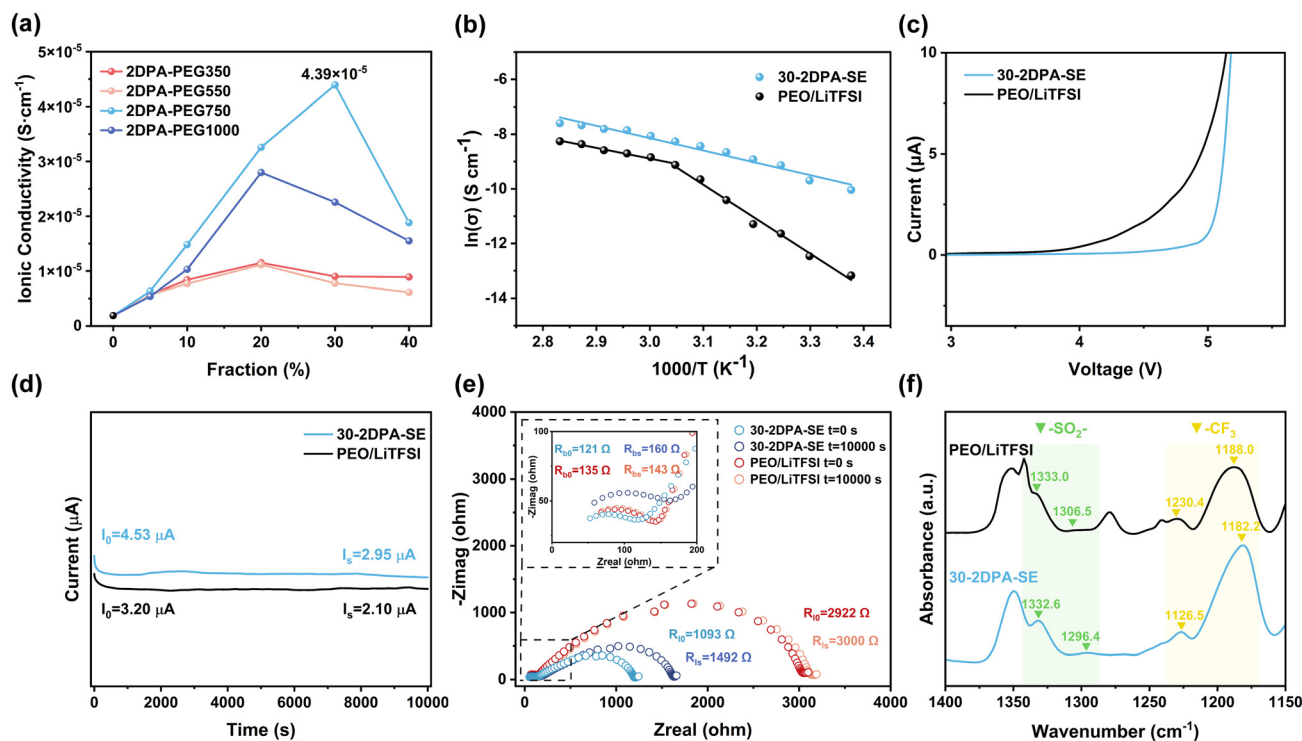 (a)
Ionic Conductivity (S·cm⁻¹)
5×10⁻⁵
4×10⁻⁵
3×10⁻⁵
2×10⁻⁵
1×10⁻⁵
0
2DPA-PEG350
2DPA-PEG550
2DPA-PEG750
2DPA-PEG1000
4.39×10⁻⁵
0 10 20 30 40
Fraction (%)
(b)
ln(σ) (S cm⁻¹)
-6
-8
-10
-12
-14
30-2DPA-SE
PEO/LiTFSI
2.8 2.9 3.0 3.1 3.2 3.3 3.4
1000/T (K⁻¹)
(c)
Current (μA)
10
5
0
30-2DPA-SE
PEO/LiTFSI
3 4 5
Voltage (V)
(d)
Current (μA)
30-2DPA-SE
PEO/LiTFSI
I₀=4.53 μA
Iₛ=2.95 μA
I₀=3.20 μA
Iₛ=2.10 μA
0 2000 4000 6000 8000 10000
Time (s)
(e)
-Zimag (ohm)
4000
3000
2000
1000
0
100
50
-Zimag (ohm)
R_b0=121 Ω R_bs=160 Ω
R_b0=135 Ω R_bs=143 Ω
0 100 200
Zreal (ohm)
30-2DPA-SE t=0 s
30-2DPA-SE t=10000 s
PEO/LiTFSI t=0 s
PEO/LiTFSI t=10000 s
R_l0=1093 Ω
R_ls=1492 Ω
R_l0=2922 Ω
R_ls=3000 Ω
0 1000 2000 3000 4000
Zreal (ohm)
(f)
Absorbance (a.u.)
-SO₂-
-CF₃
PEO/LiTFSI
1333.0
1306.5
1230.4
1188.0
30-2DPA-SE
1332.6
1296.4
1126.5
1182.2
1400 1350 1300 1250 1200 1150
Wavenumber (cm⁻¹)